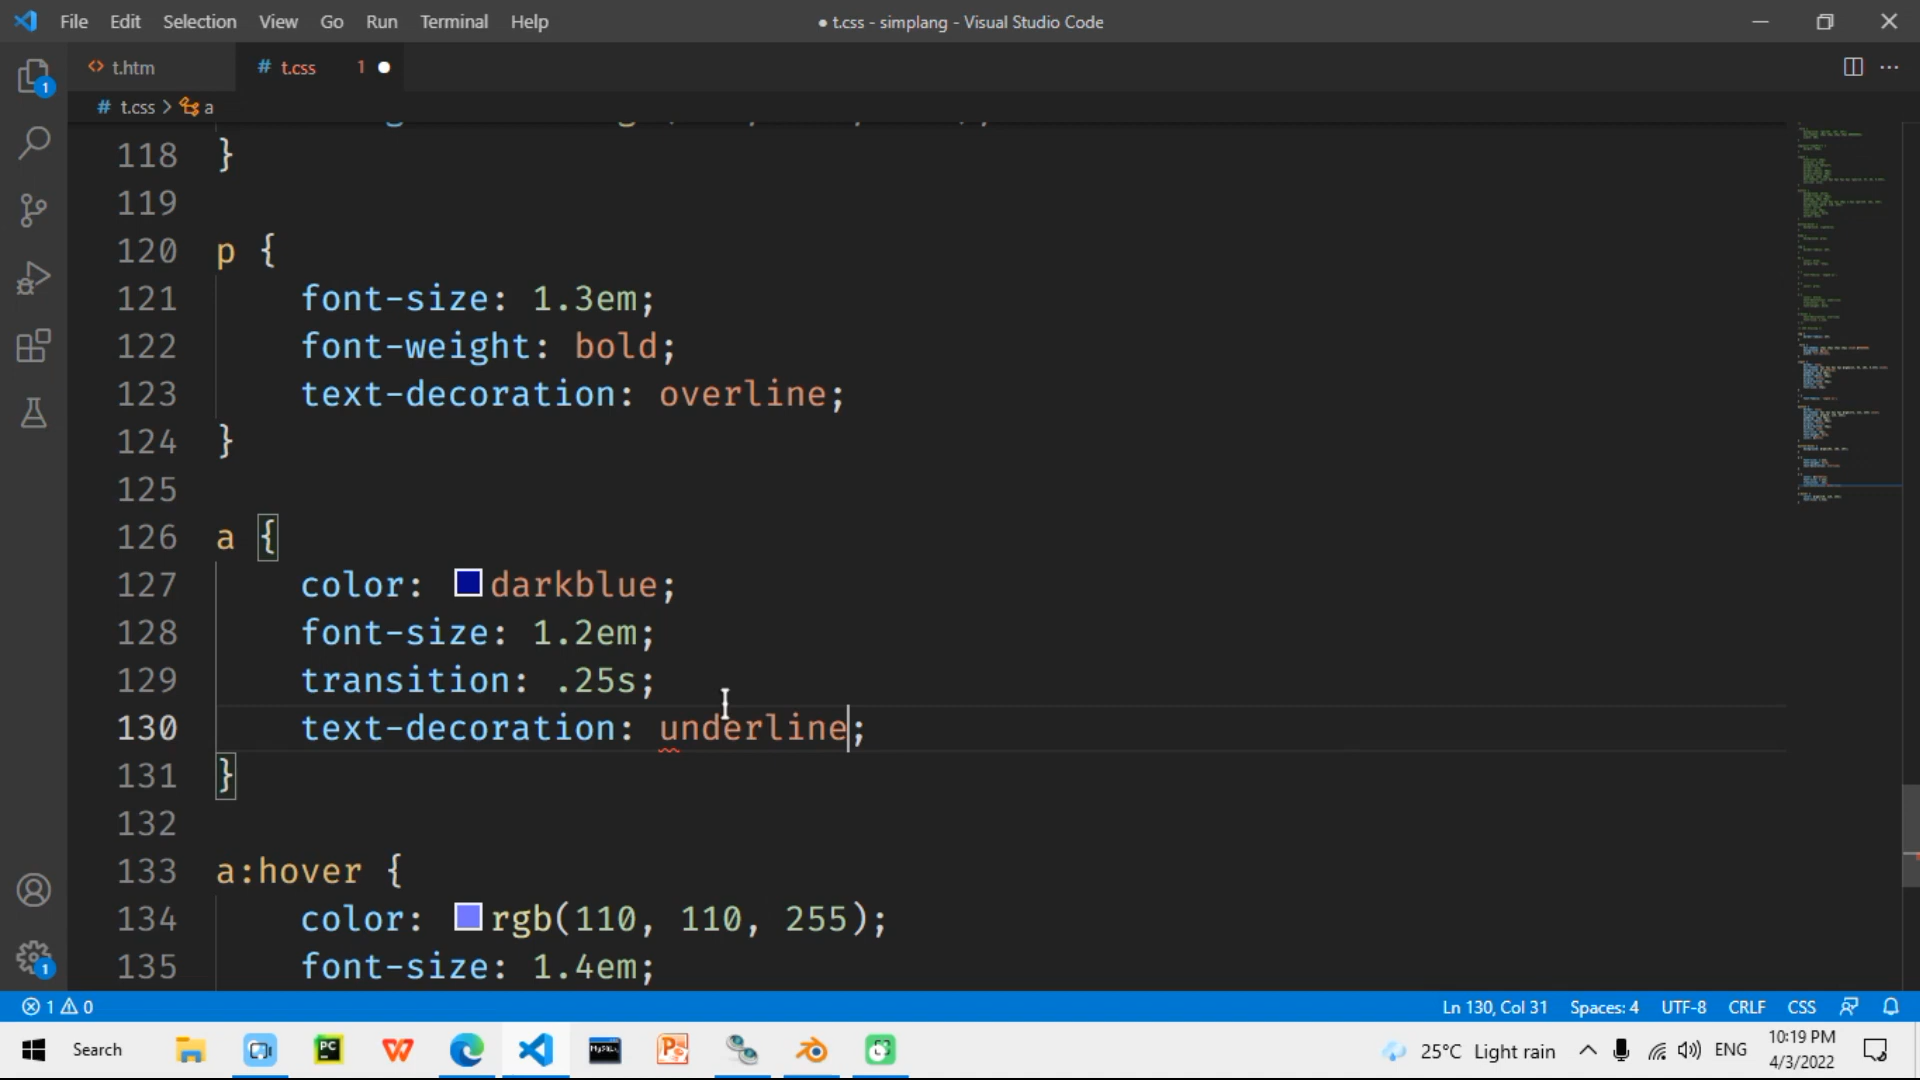 File Edit Selection View Go Run Terminal Help
● t.css - simplang - Visual Studio Code
1
<> t.htm
# t.css 1 ●
# t.css > a
118 }
119
120 p {
121 font-size: 1.3em;
122 font-weight: bold;
123 text-decoration: overline;
124 }
125
126 a {
127 color: darkblue;
128 font-size: 1.2em;
129 transition: .25s;
130 text-decoration: underline;
131 }
132
133 a:hover {
134 color: rgb(110, 110, 255);
135 font-size: 1.4em;
1
1 0
Ln 130, Col 31 Spaces: 4 UTF-8 CRLF CSS
Search
PC
MySQL
25°C Light rain
ENG
10:19 PM
4/3/2022